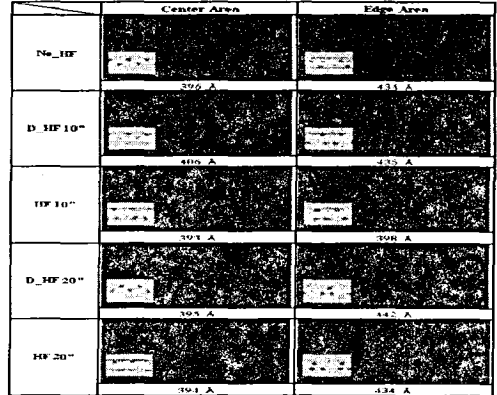 Center Area Edge Area
No_HF
396 Å 433 Å
D_HF 10"
406 Å 435 Å
HF 10"
393 Å 398 Å
D_HF 20"
395 Å 442 Å
HF 20"
394 Å 434 Å